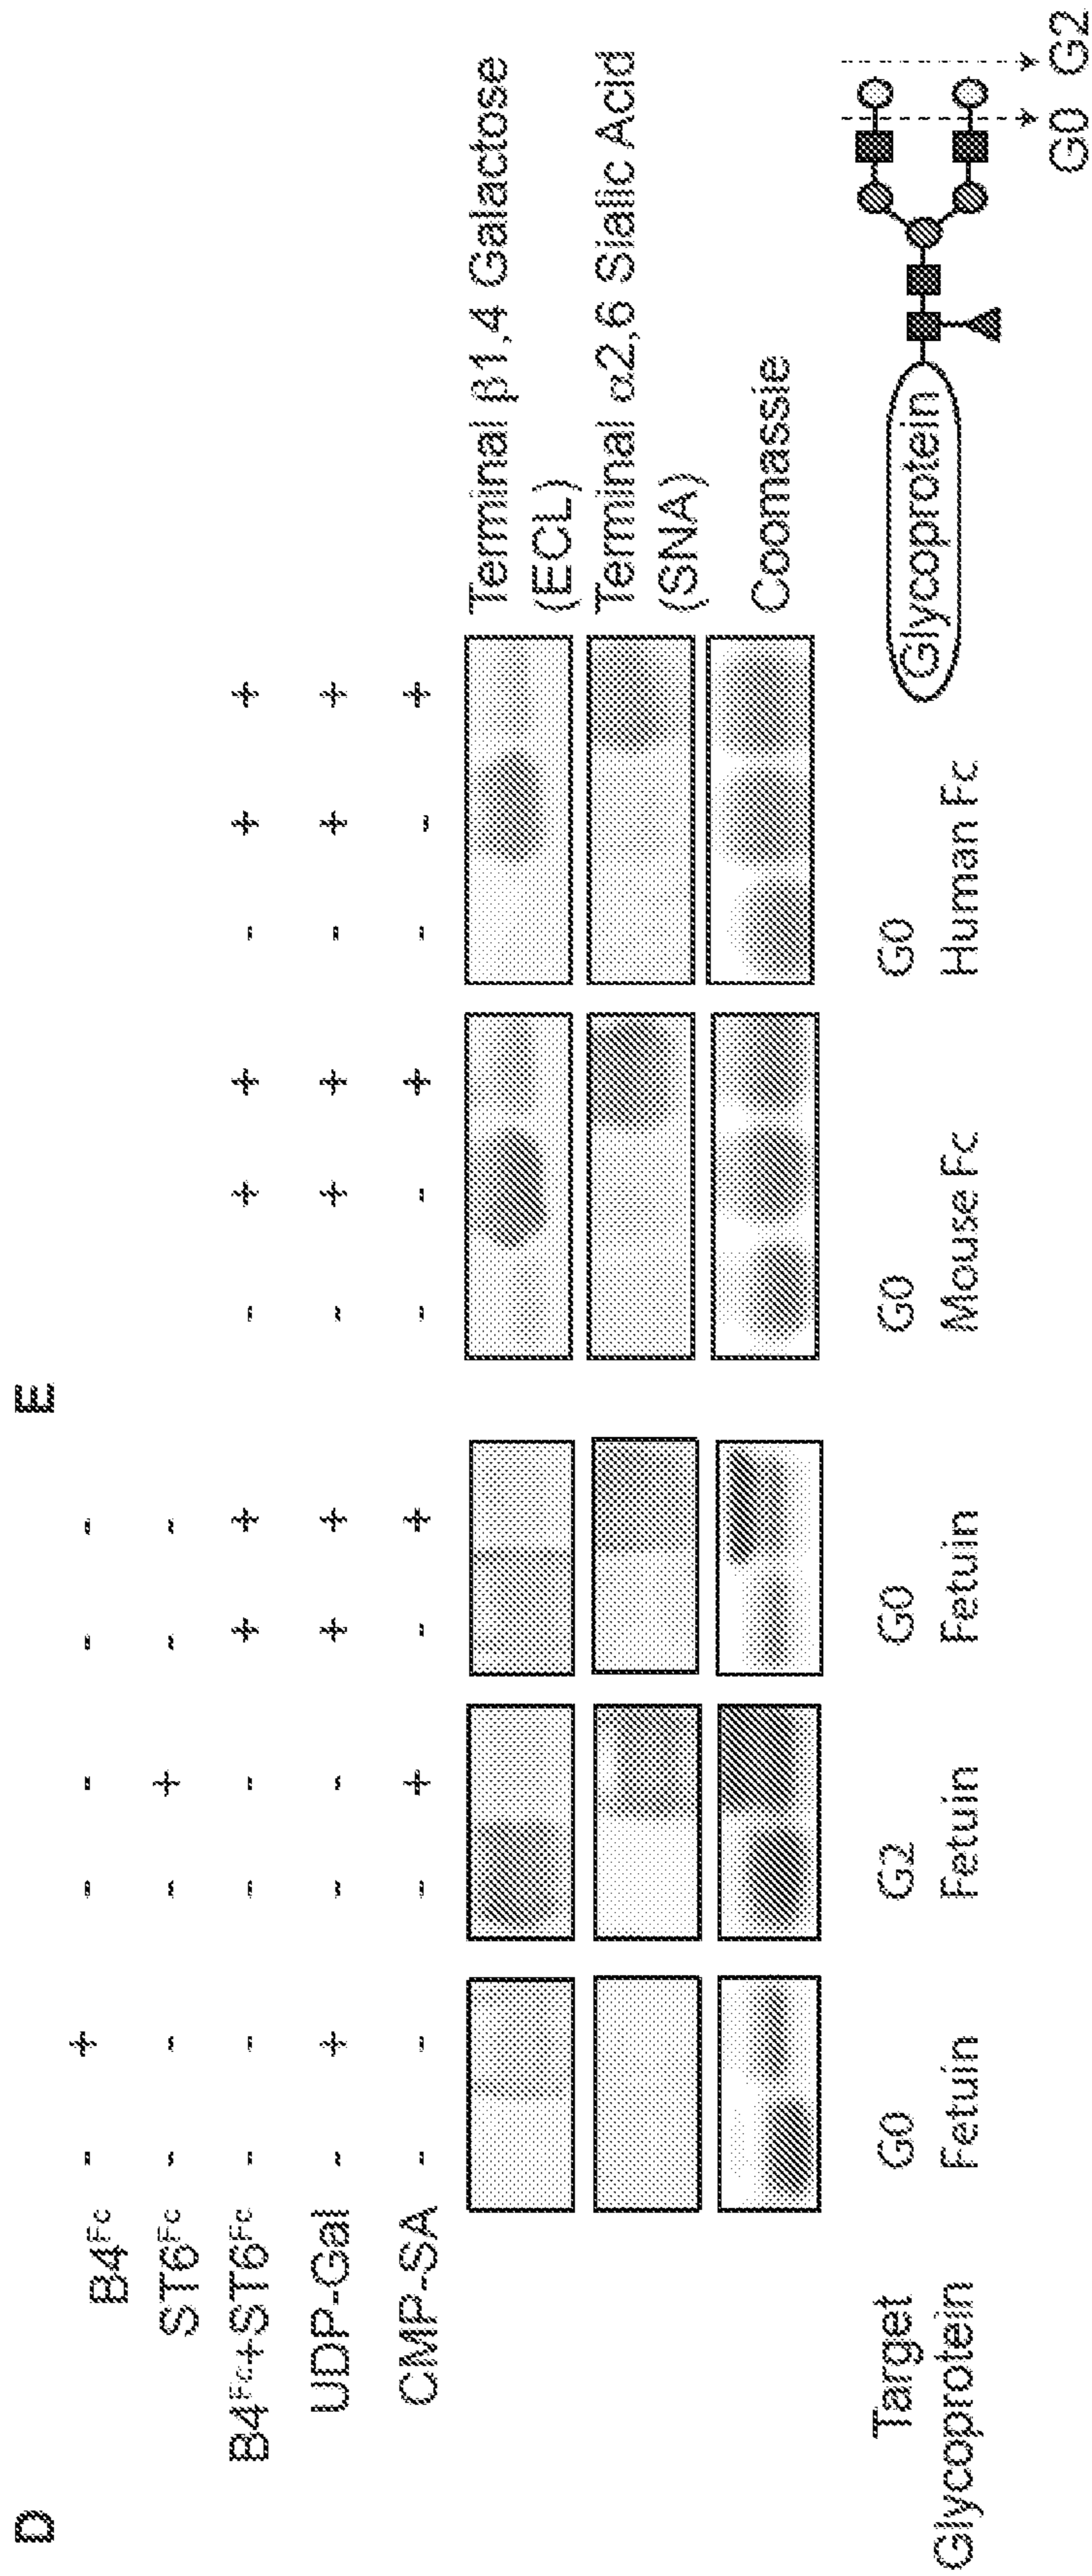 D
E
B4Fc - + - - - -
ST6Fc - - - + - -
B4Fc+ST6Fc - - - - + + - + + - + +
UDP-Gal - + - - + + - + + - + +
CMP-SA - - - + - + - - + - - +
Terminal β1,4 Galactose
(ECL)
Terminal α2,6 Sialic Acid
(SNA)
Coomassie
Target G0 G2 G0 G0 G0
Glycoprotein Fetuin Fetuin Fetuin Mouse Fc Human Fc
Glycoprotein
G0 G2